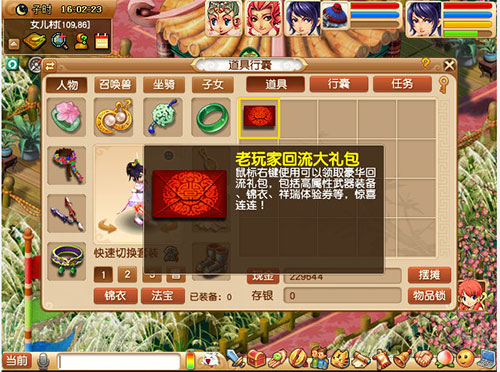 子时 16-02-23
女儿村[109,86]
道具行囊
人物 召唤兽 坐骑 子女 道具 行囊 任务
老玩家回流大礼包
鼠标右键使用可以领取豪华回
流礼包，包括高属性武器装备
、锦衣、祥瑞体验券等，惊喜
连连！
快速切换套装
1 2 3
现金 229644 摆摊
锦衣 法宝 已装备：0 存银 0 物品锁
当前